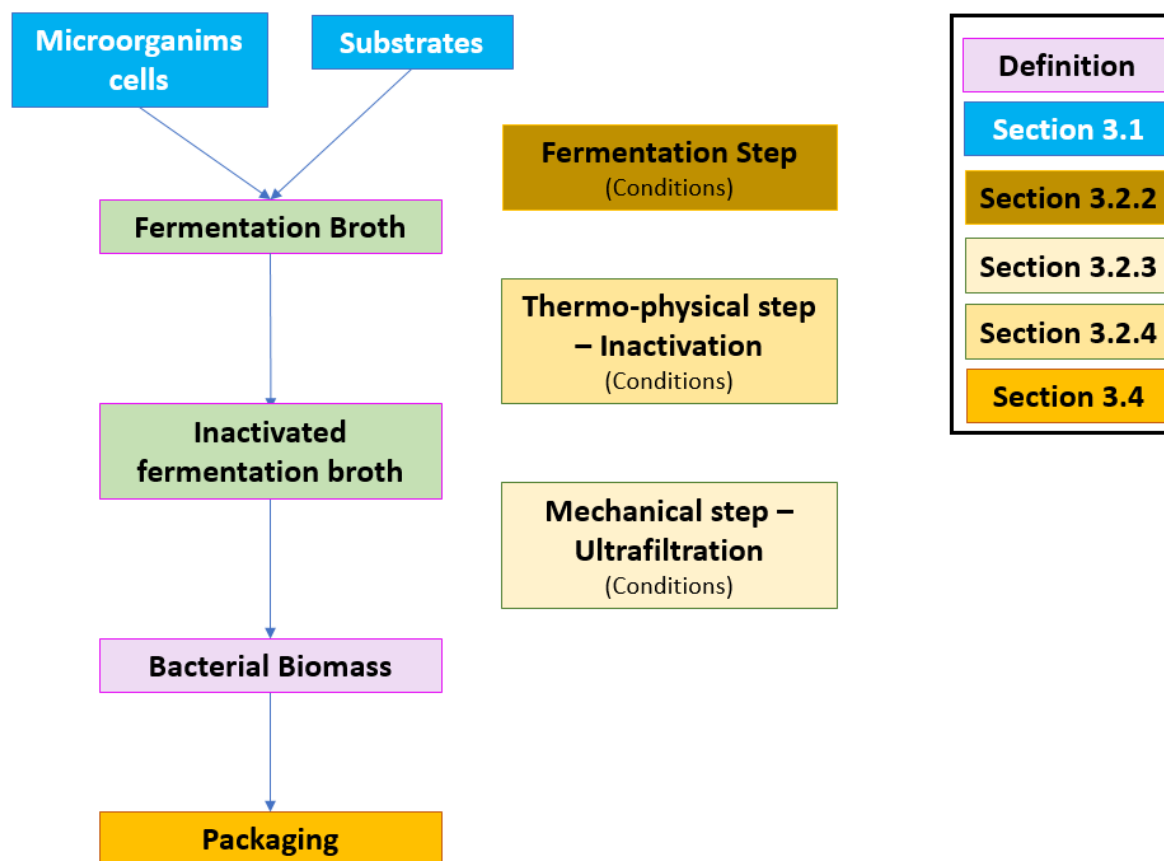 Microorganims
cells
Substrates
Fermentation Step
(Conditions)
Fermentation Broth
Thermo-physical step
– Inactivation
(Conditions)
Inactivated
fermentation broth
Mechanical step –
Ultrafiltration
(Conditions)
Bacterial Biomass
Packaging
Definition
Section 3.1
Section 3.2.2
Section 3.2.3
Section 3.2.4
Section 3.4